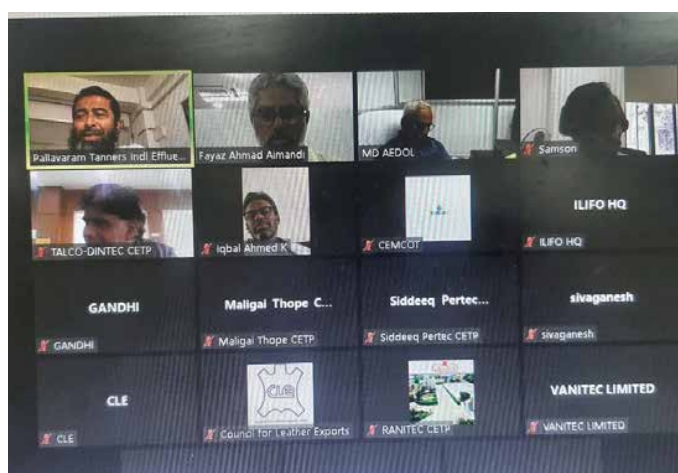 Pallavaram Tanners Indl Efflue...
Fayaz Ahmad Aimandi
MD AEDOL
Samson
TALCO-DINTEC CETP
Iqbal Ahmed K
CEMCOT
ILIFO HQ
ILIFO HQ
GANDHI
GANDHI
Maligai Thope C...
Maligai Thope CETP
Siddeeq Pertec...
Siddeeq Pertec CETP
sivaganesh
sivaganesh
CLE
CLE
CLE
Council for Leather Exports
RANITEC CETP
VANITEC LIMITED
VANITEC LIMITED